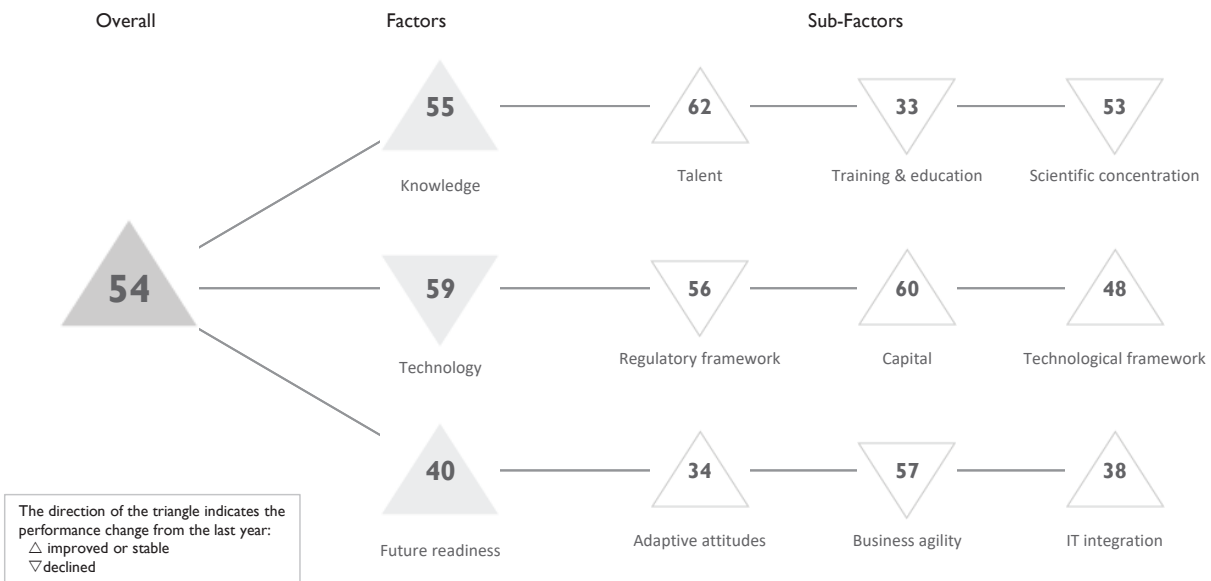 Overall Factors Sub-Factors
55 62 33 53
Knowledge Talent Training & education Scientific concentration
54 59 56 60 48
Technology Regulatory framework Capital Technological framework
40 34 57 38
Future readiness Adaptive attitudes Business agility IT integration
The direction of the triangle indicates the
performance change from the last year:
△ improved or stable
▽ declined